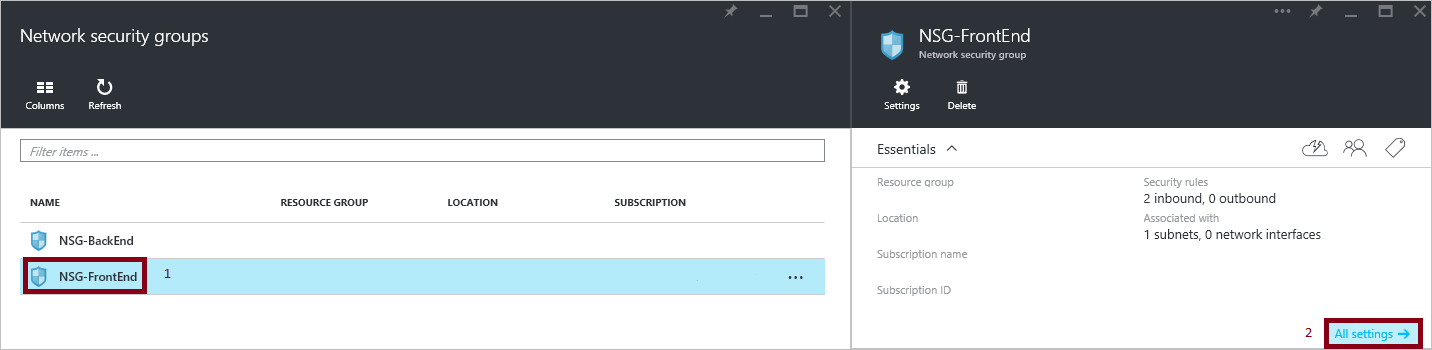 Network security groups
Columns Refresh
Filter items ...
NAME RESOURCE GROUP LOCATION SUBSCRIPTION
NSG-BackEnd
NSG-FrontEnd 1 ...
NSG-FrontEnd
Network security group
Settings Delete
Essentials
Resource group
Security rules
2 inbound, 0 outbound
Location
Associated with
1 subnets, 0 network interfaces
Subscription name
Subscription ID
2 All settings →